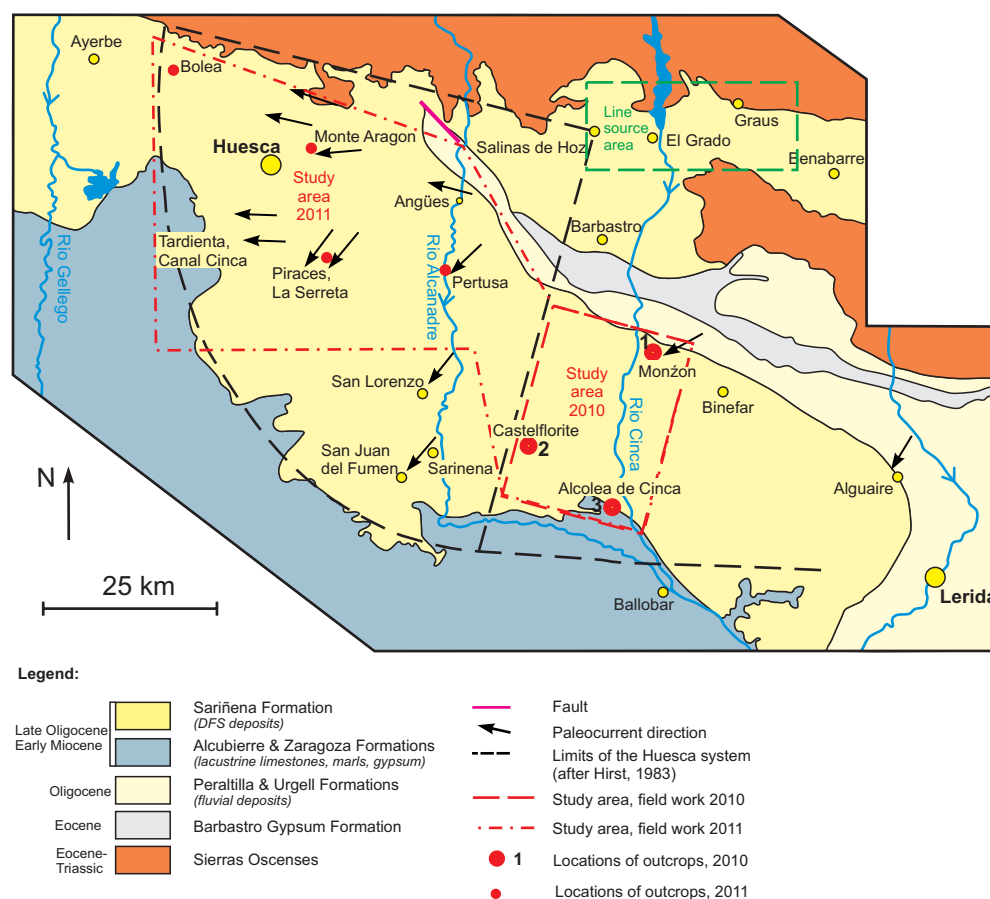 Ayerbe
Bolea
Graus
Line
source
area
El Grado
Monte Aragon
Salinas de Hoz
Huesca
Benabarre
Study
area
2011
Angües
Barbastro
Rio Gellego
Tardienta,
Canal Cinca
Rio Alcanadre
Piraces,
La Serreta
Pertusa
1
Monźon
San Lorenzo
Study
area
2010
Rio Cinca
Binefar
Castelflorite
2
San Juan
del Fumen
Sarinena
N
Alcolea de Cinca
3
Alguaire
25 km
Ballobar
Lerida
Legend:
Late Oligocene
Early Miocene
Sariñena Formation
(DFS deposits)
Alcubierre & Zaragoza Formations
(lacustrine limestones, marls, gypsum)
Oligocene
Peraltilla & Urgell Formations
(fluvial deposits)
Eocene
Barbastro Gypsum Formation
Eocene-
Triassic
Sierras Oscenses
Fault
Paleocurrent direction
Limits of the Huesca system
(after Hirst, 1983)
Study area, field work 2010
Study area, field work 2011
1 Locations of outcrops, 2010
Locations of outcrops, 2011